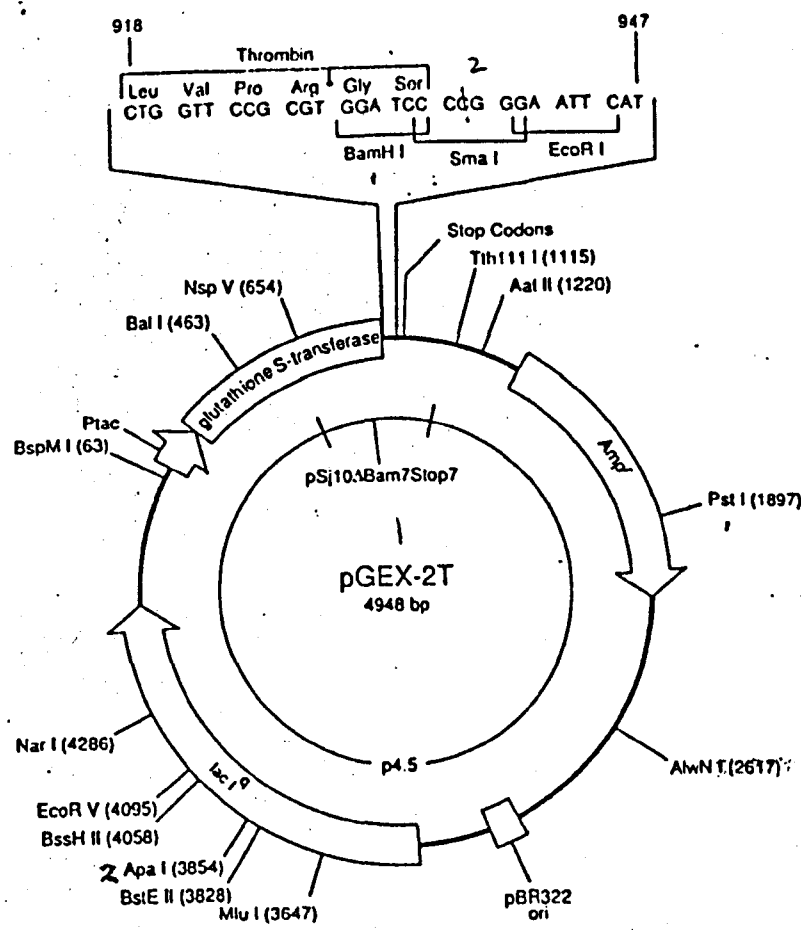 918
947
Thrombin
2
Leu Val Pro Arg Gly Sor
CTG GTT CCG CGT GGA TCC CCG GGA ATT CAT
BamH I
Sma I
EcoR I
Stop Codons
Tth111 I (1115)
Aat II (1220)
Nsp V (654)
Bal I (463)
glutathione S-transferase
Ptac
BspM I (63)
Ampr
pSj10ΔBam7Stop7
Pst I (1897)
pGEX-2T
4948 bp
Nar I (4286)
lac Iq
p4.5
AlwN I
EcoR V (4095)
BssH II (4058)
2 Apa I (3854)
BstE II (3828)
Mlu I (3647)
pBR322
ori